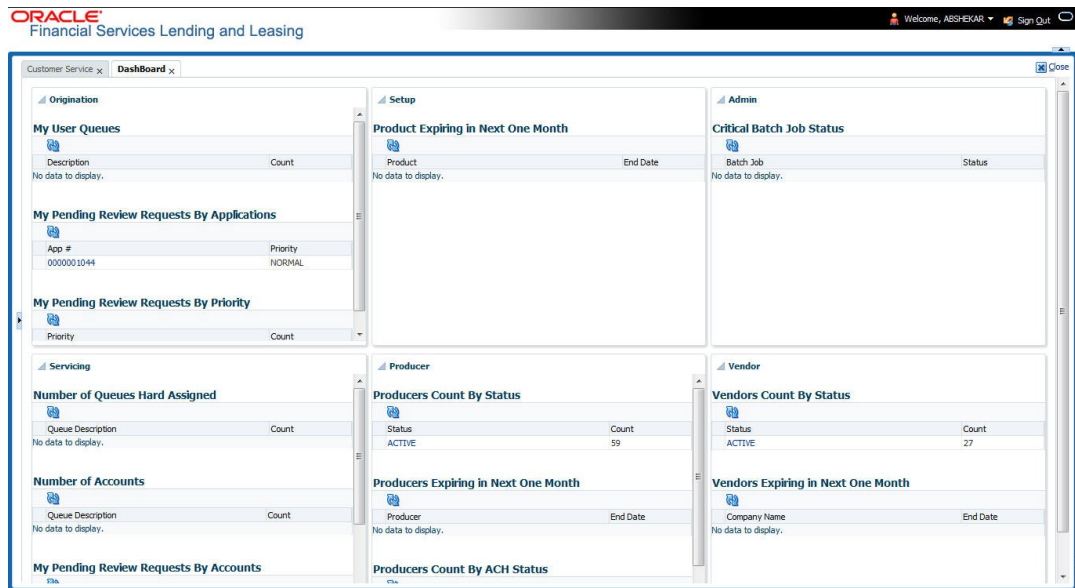 ORACLE
Financial Services Lending and Leasing
Welcome, ABSHEKAR
Sign Out
Customer Service
DashBoard
Close
Origination
My User Queues
Description Count
No data to display.
My Pending Review Requests By Applications
App # Priority
0000001044 NORMAL
My Pending Review Requests By Priority
Priority Count
Setup
Product Expiring in Next One Month
Product End Date
No data to display.
Admin
Critical Batch Job Status
Batch Job Status
No data to display.
Servicing
Number of Queues Hard Assigned
Queue Description Count
No data to display.
Number of Accounts
Queue Description Count
No data to display.
My Pending Review Requests By Accounts
Producer
Producers Count By Status
Status Count
ACTIVE 59
Producers Expiring in Next One Month
Producer End Date
No data to display.
Producers Count By ACH Status
Vendor
Vendors Count By Status
Status Count
ACTIVE 27
Vendors Expiring in Next One Month
Company Name End Date
No data to display.